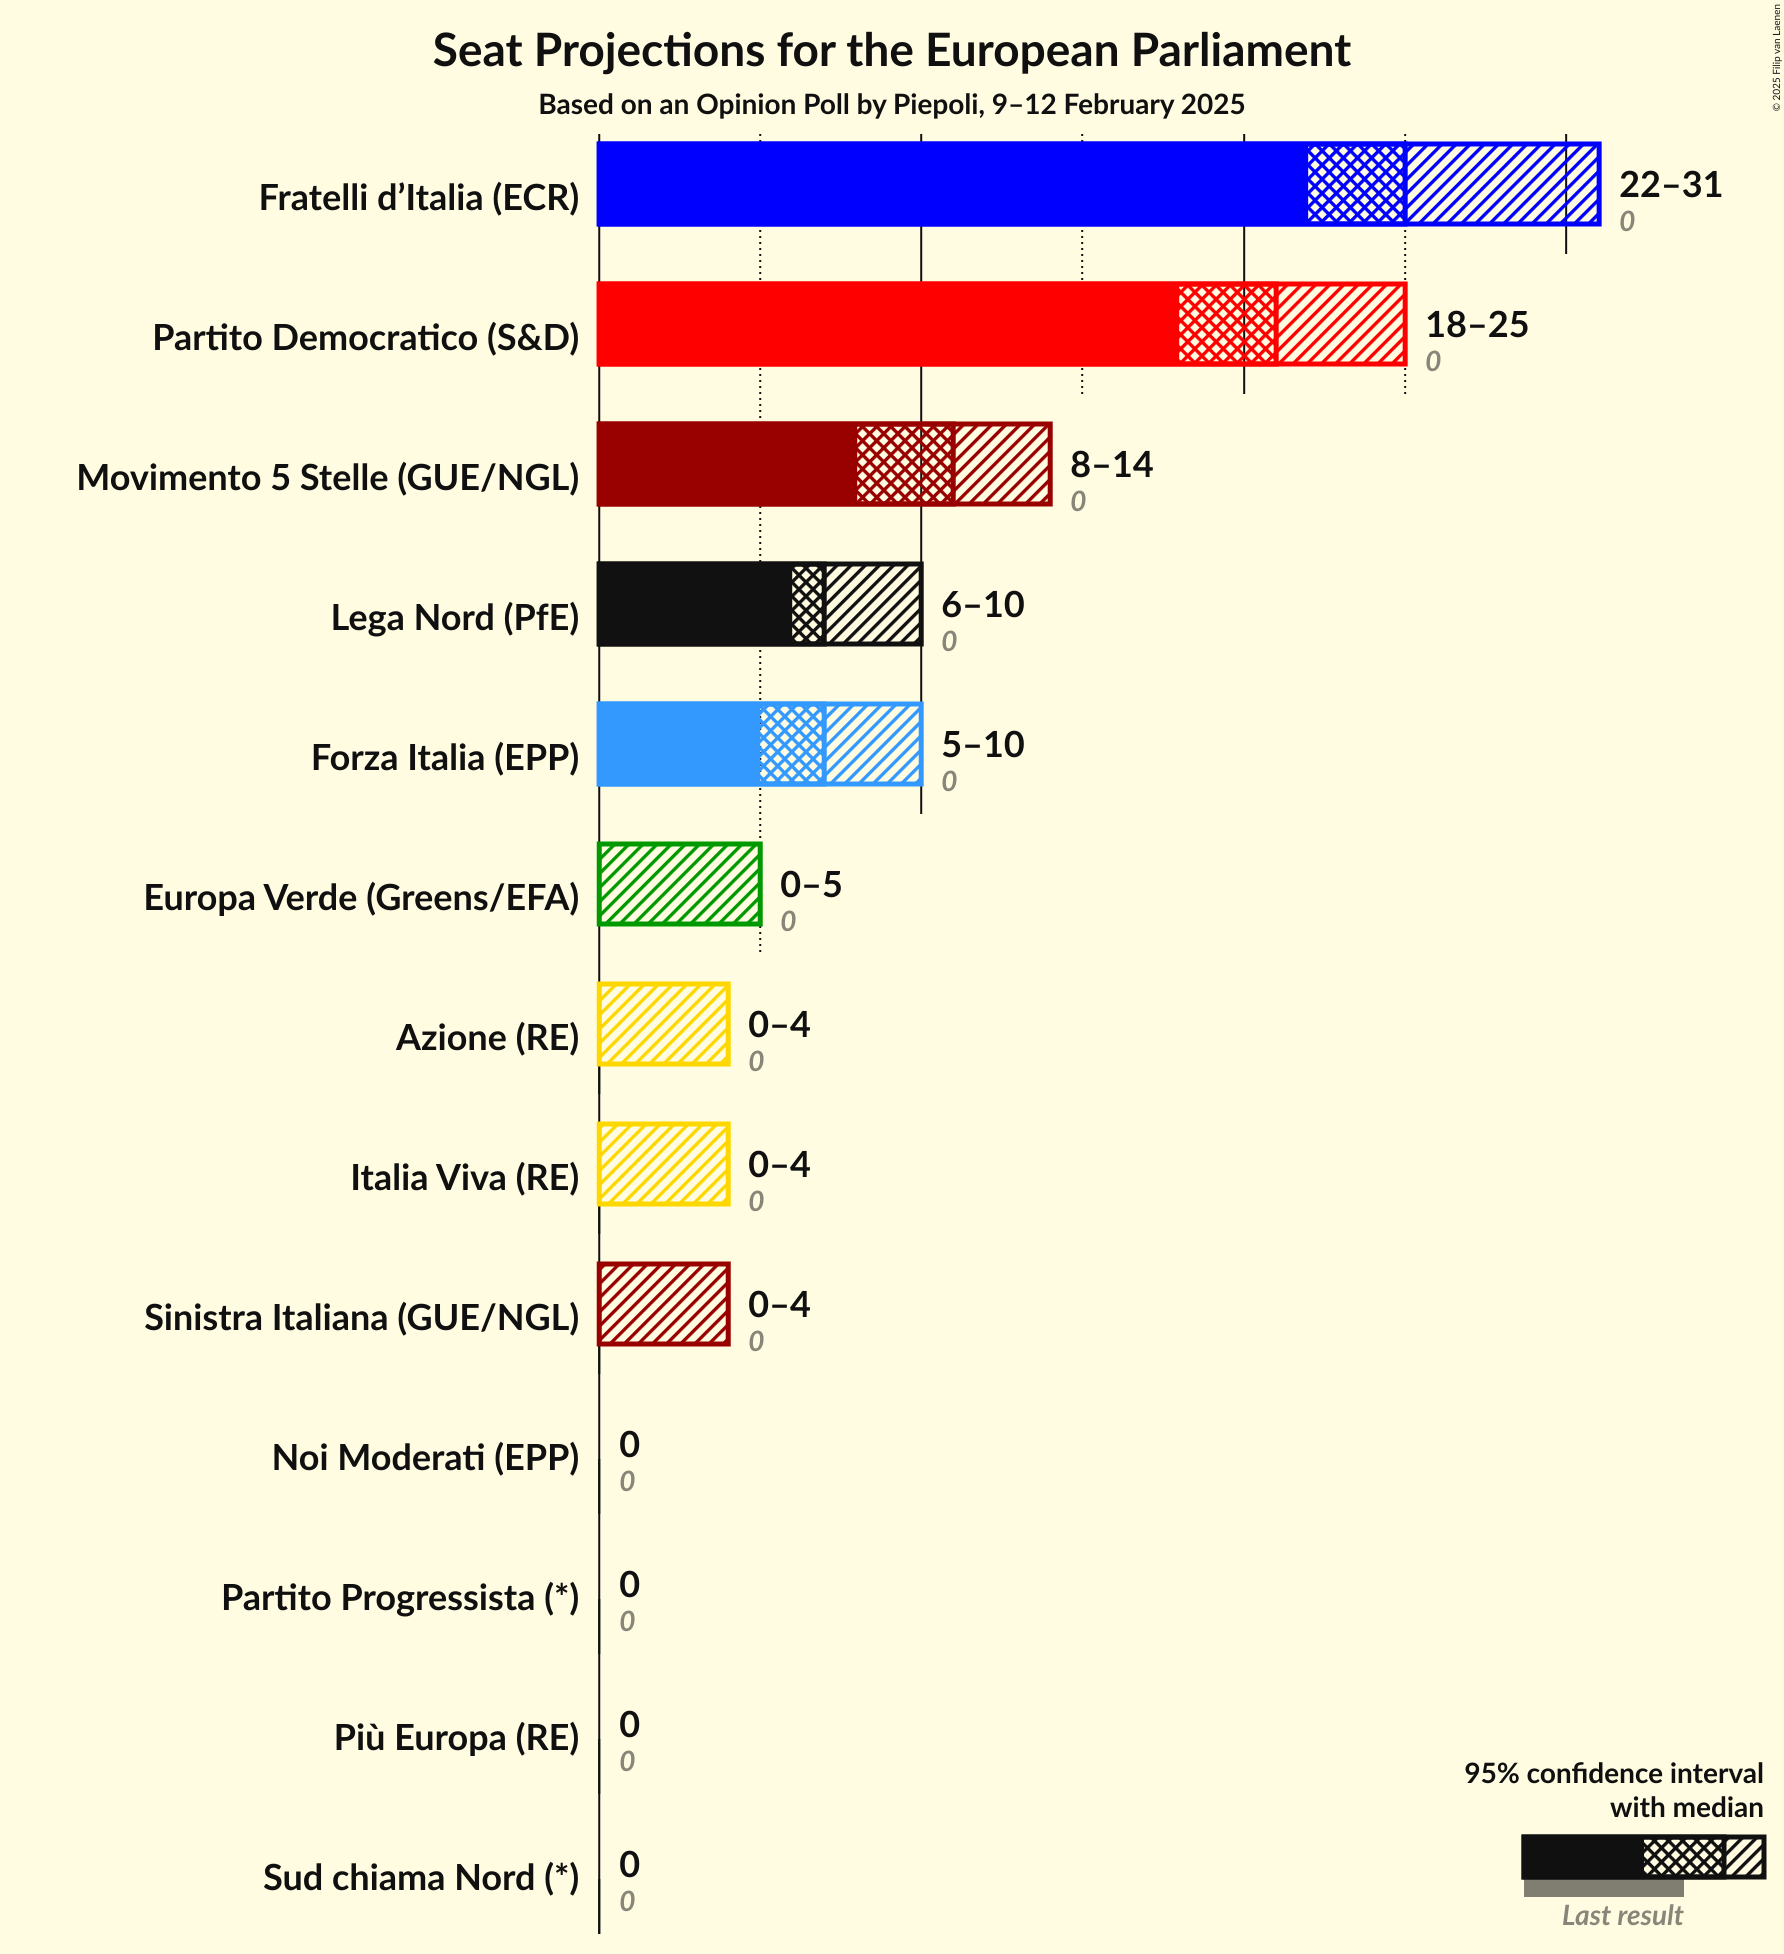 Seat Projections for the European Parliament
Based on an Opinion Poll by Piepoli, 9–12 February 2025
© 2025 Filip van Laenen
Fratelli d’Italia (ECR)
22–31
0
Partito Democratico (S&D)
18–25
0
Movimento 5 Stelle (GUE/NGL)
8–14
0
Lega Nord (PfE)
6–10
0
Forza Italia (EPP)
5–10
0
Europa Verde (Greens/EFA)
0–5
0
Azione (RE)
0–4
0
Italia Viva (RE)
0–4
0
Sinistra Italiana (GUE/NGL)
0–4
0
Noi Moderati (EPP)
0
0
Partito Progressista (*)
0
0
Più Europa (RE)
0
0
Sud chiama Nord (*)
0
0
95% confidence interval
with median
Last result